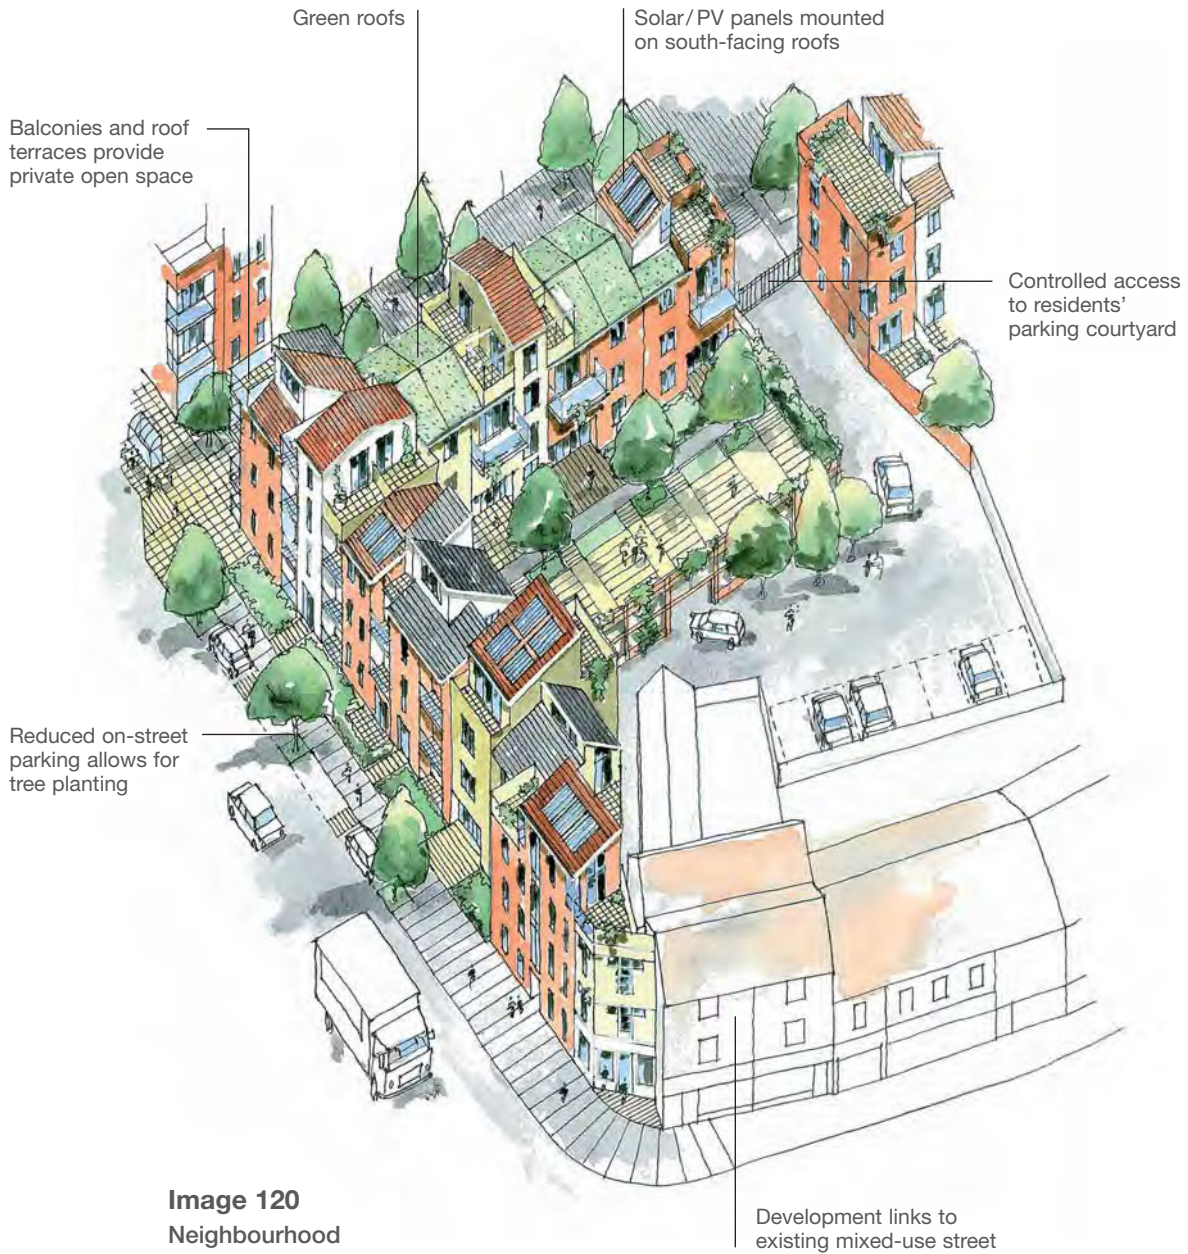 Green roofs
Solar/PV panels mounted
on south-facing roofs
Balconies and roof
terraces provide
private open space
Controlled access
to residents’
parking courtyard
Reduced on-street
parking allows for
tree planting
Image 120
Neighbourhood
Development links to
existing mixed-use street